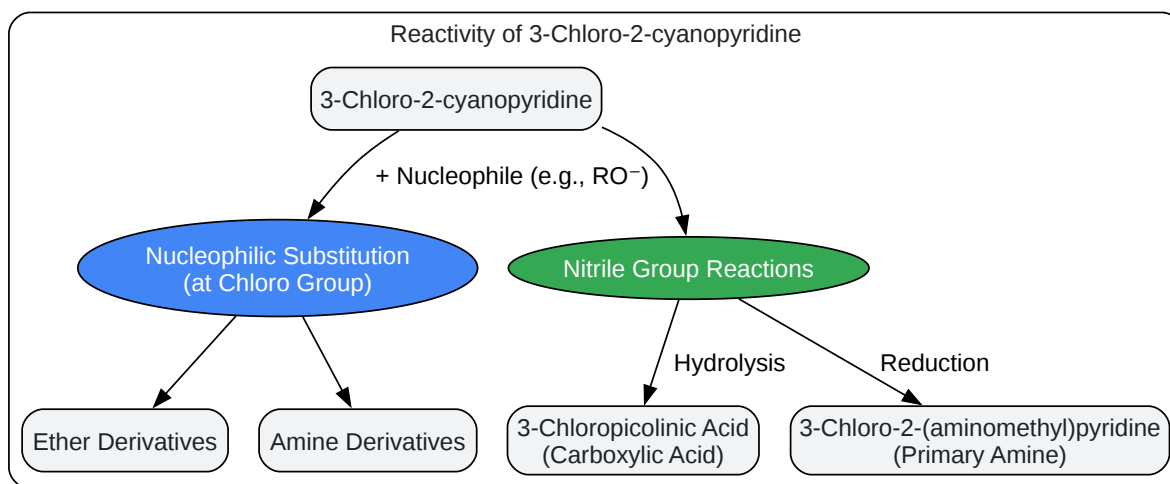 Reactivity of 3-Chloro-2-cyanopyridine
3-Chloro-2-cyanopyridine
+ Nucleophile (e.g., RO⁻)
Nucleophilic Substitution
(at Chloro Group)
Nitrile Group Reactions
Hydrolysis
Reduction
Ether Derivatives
Amine Derivatives
3-Chloropicolinic Acid
(Carboxylic Acid)
3-Chloro-2-(aminomethyl)pyridine
(Primary Amine)